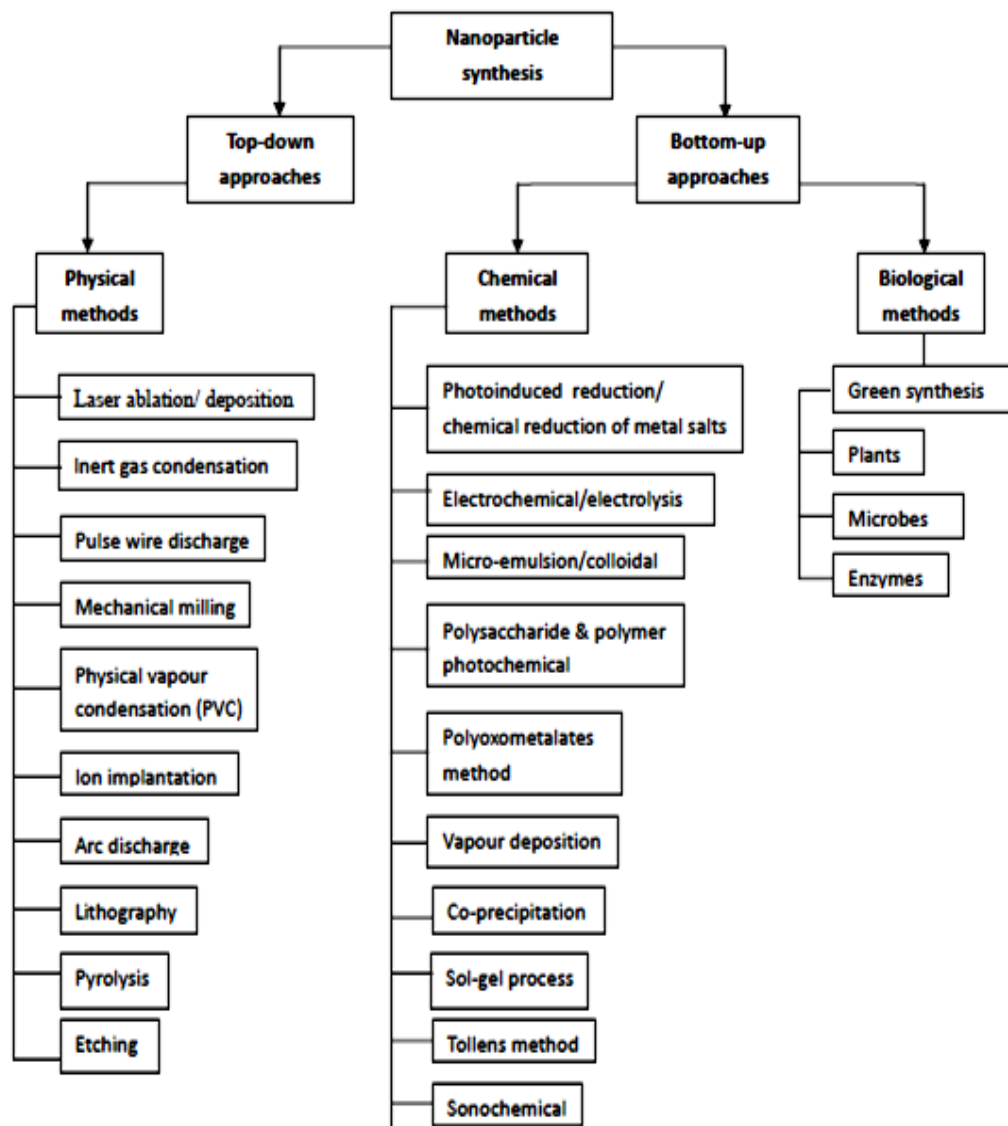 Nanoparticle
synthesis
Top-down
approaches
Bottom-up
approaches
Physical
methods
Chemical
methods
Biological
methods
Laser ablation/ deposition
Inert gas condensation
Pulse wire discharge
Mechanical milling
Physical vapour
condensation (PVC)
Ion implantation
Arc discharge
Lithography
Pyrolysis
Etching
Photoinduced reduction/
chemical reduction of metal salts
Electrochemical/electrolysis
Micro-emulsion/colloidal
Polysaccharide & polymer
photochemical
Polyoxometalates
method
Vapour deposition
Co-precipitation
Sol-gel process
Tollens method
Sonochemical
Green synthesis
Plants
Microbes
Enzymes